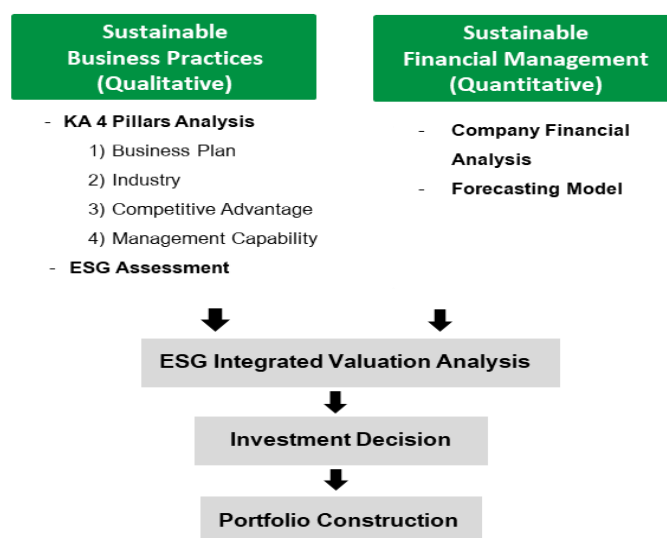 Sustainable
Business Practices
(Qualitative)
- KA 4 Pillars Analysis
1) Business Plan
2) Industry
3) Competitive Advantage
4) Management Capability
- ESG Assessment
Sustainable
Financial Management
(Quantitative)
- Company Financial
Analysis
- Forecasting Model
ESG Integrated Valuation Analysis
Investment Decision
Portfolio Construction